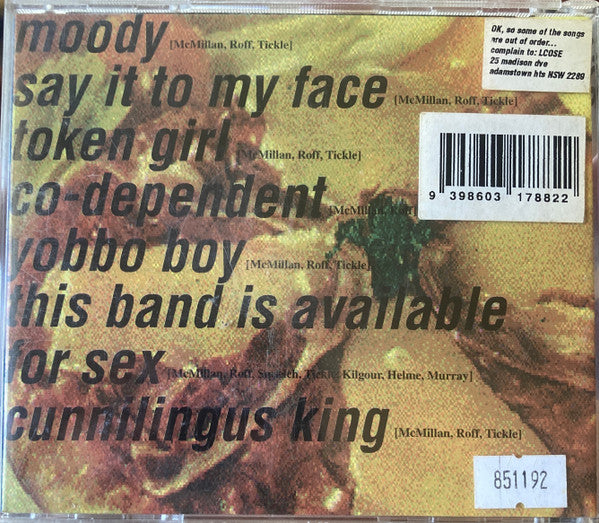 moody [McMillan, Roff, Tickle]
OK, so some of the songs
are out of order...
complain to: LCOSE
25 madison dve
adamstown hts NSW 2289
say it to my face [McMillan, Roff, Tickle]
token girl [McMillan, Roff, Tickle]
co-dependent [McMillan, Roff
9 398603 178822
yobbo boy [McMillan, Roff, Tickle]
this band is available
for sex [McMillan, Roff, Tickle, Kilgour, Helme, Murray]
cunnilingus king [McMillan, Roff, Tickle]
851192